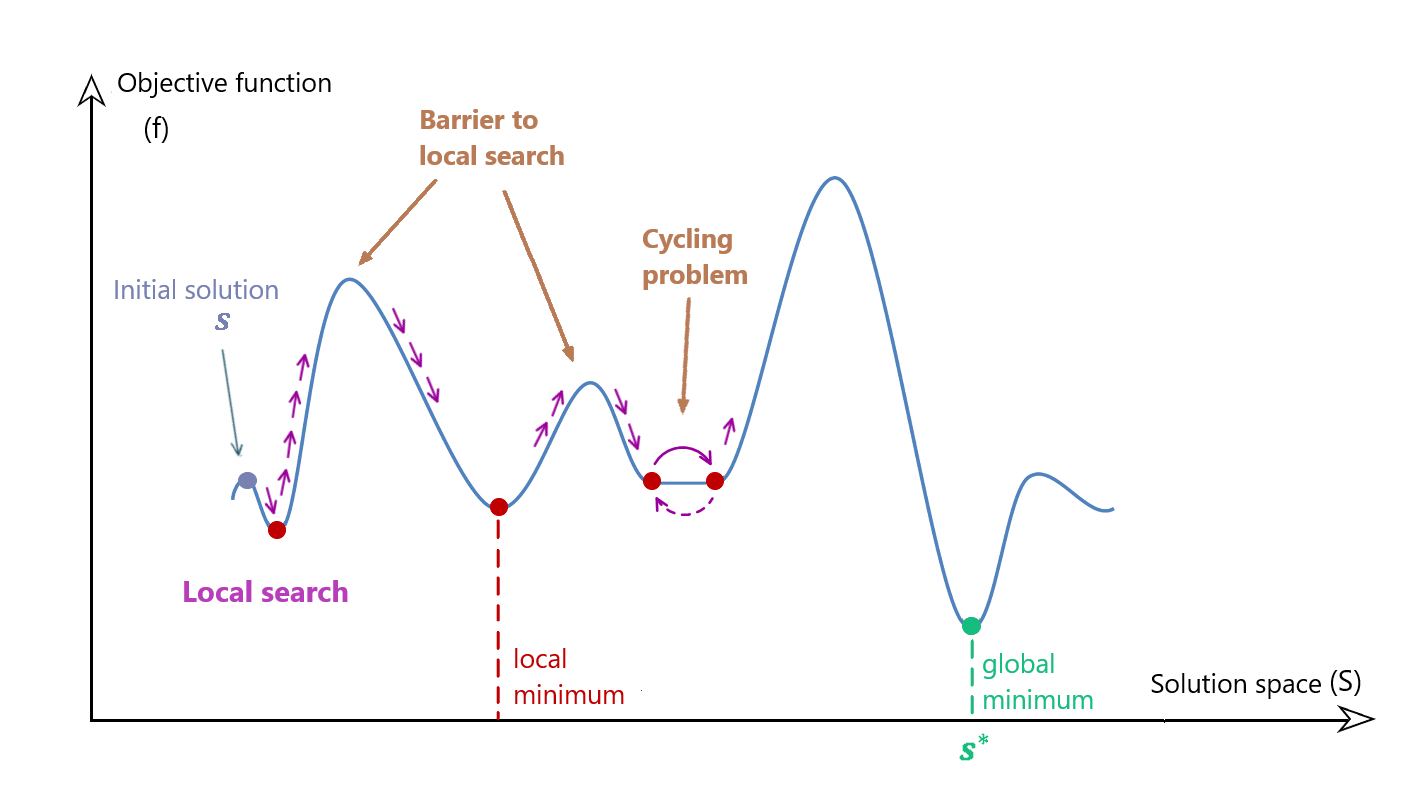 Objective function
(f)
Barrier to
local search
Cycling
problem
Initial solution
s
Local search
local
minimum
global
minimum
Solution space (S)
s*